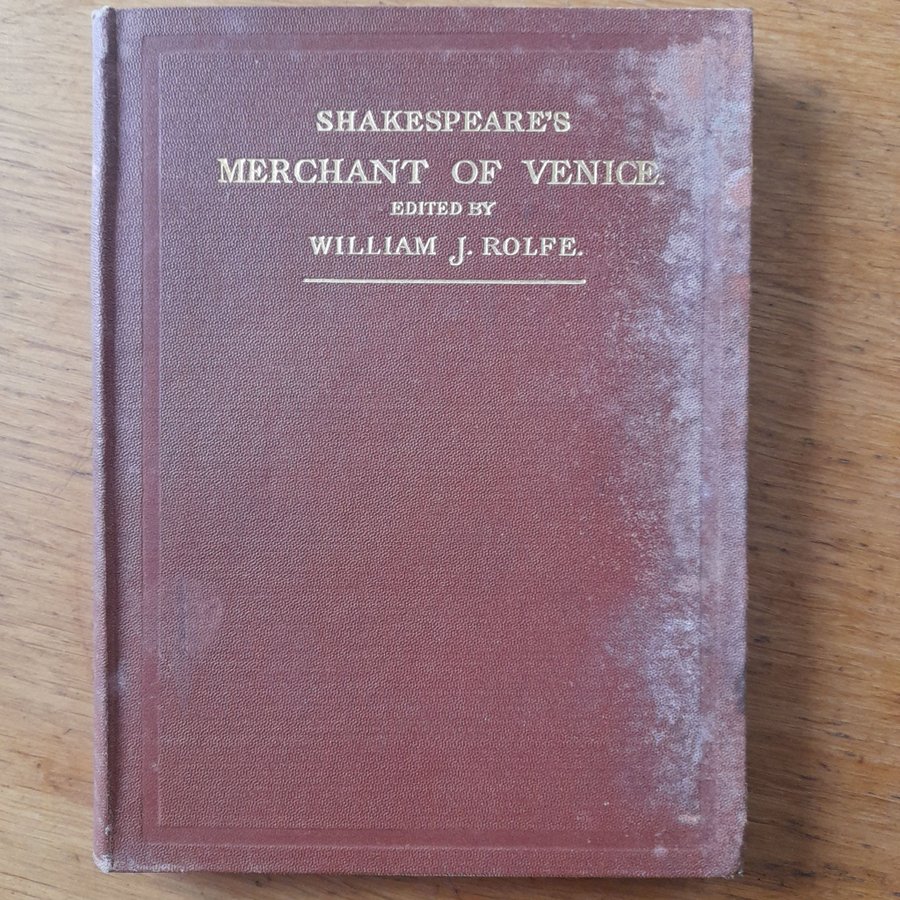 SHAKESPEARE'S
MERCHANT OF VENICE.
EDITED BY
WILLIAM J. ROLFE.